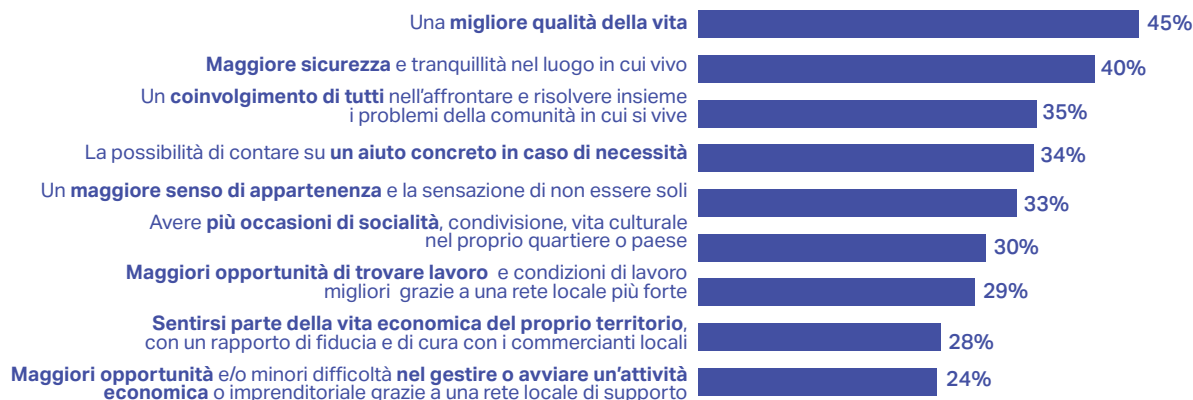 Una migliore qualità della vita 45%
Maggiore sicurezza e tranquillità nel luogo in cui vivo 40%
Un coinvolgimento di tutti nell'affrontare e risolvere insieme
i problemi della comunità in cui si vive 35%
La possibilità di contare su un aiuto concreto in caso di necessità 34%
Un maggiore senso di appartenenza e la sensazione di non essere soli 33%
Avere più occasioni di socialità, condivisione, vita culturale
nel proprio quartiere o paese 30%
Maggiori opportunità di trovare lavoro e condizioni di lavoro
migliori grazie a una rete locale più forte 29%
Sentirsi parte della vita economica del proprio territorio,
con un rapporto di fiducia e di cura con i commercianti locali 28%
Maggiori opportunità e/o minori difficoltà nel gestire o avviare un'attività
economica o imprenditoriale grazie a una rete locale di supporto 24%